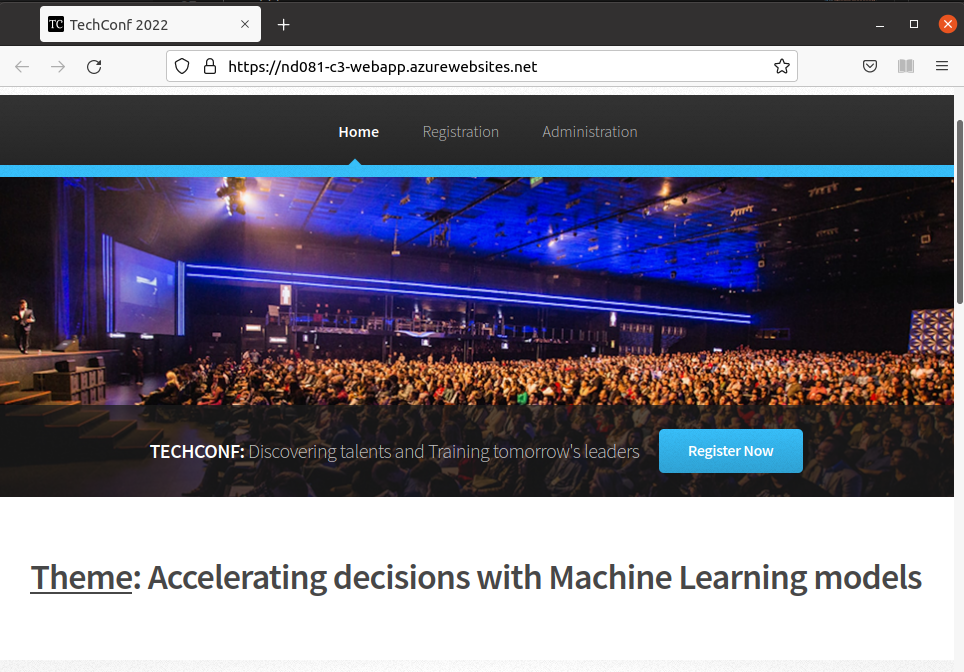 TC TechConf 2022
https://nd081-c3-webapp.azurewebsites.net
Home Registration Administration
TECHCONF: Discovering talents and Training tomorrow's leaders Register Now
Theme: Accelerating decisions with Machine Learning models